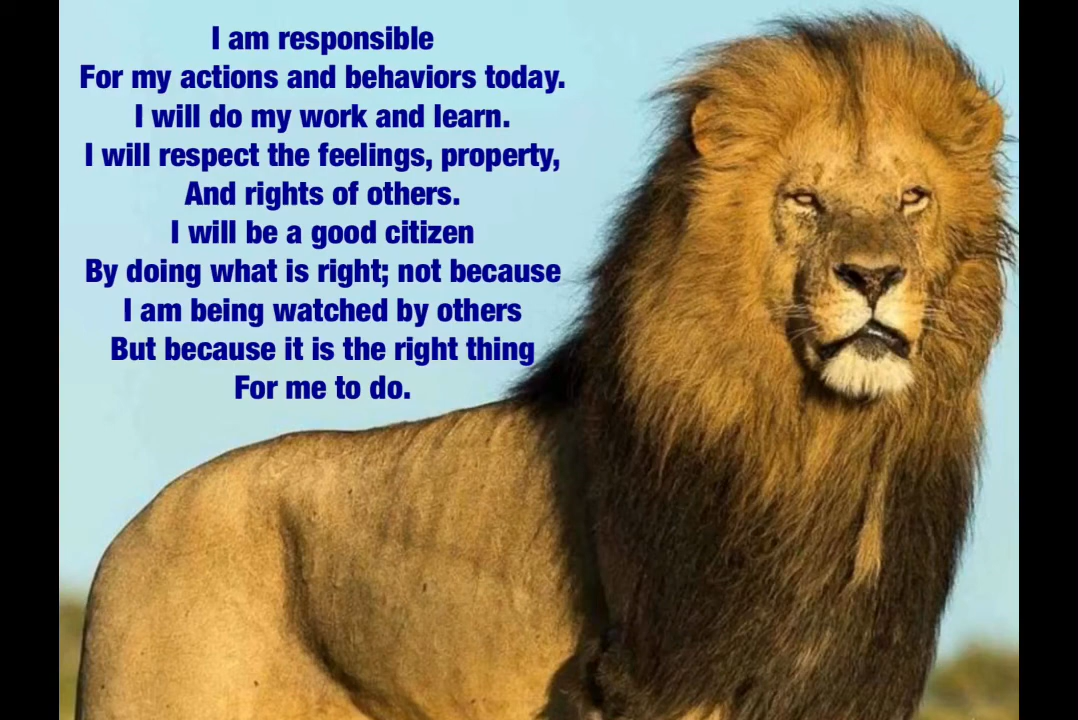 I am responsible
For my actions and behaviors today.
I will do my work and learn.
I will respect the feelings, property,
And rights of others.
I will be a good citizen
By doing what is right; not because
I am being watched by others
But because it is the right thing
For me to do.